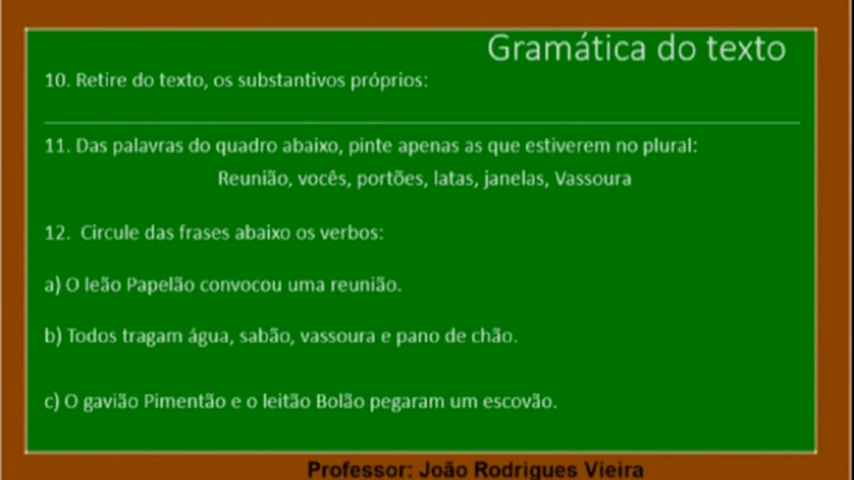 Gramática do texto
10. Retire do texto, os substantivos próprios:
11. Das palavras do quadro abaixo, pinte apenas as que estiverem no plural:
Reunião, vocês, portões, latas, janelas, Vassoura
12. Circule das frases abaixo os verbos:
a) O leão Papelão convocou uma reunião.
b) Todos tragam água, sabão, vassoura e pano de chão.
c) O gavião Pimentão e o leitão Bolão pegaram um escovão.
Professor: João Rodrigues Vieira